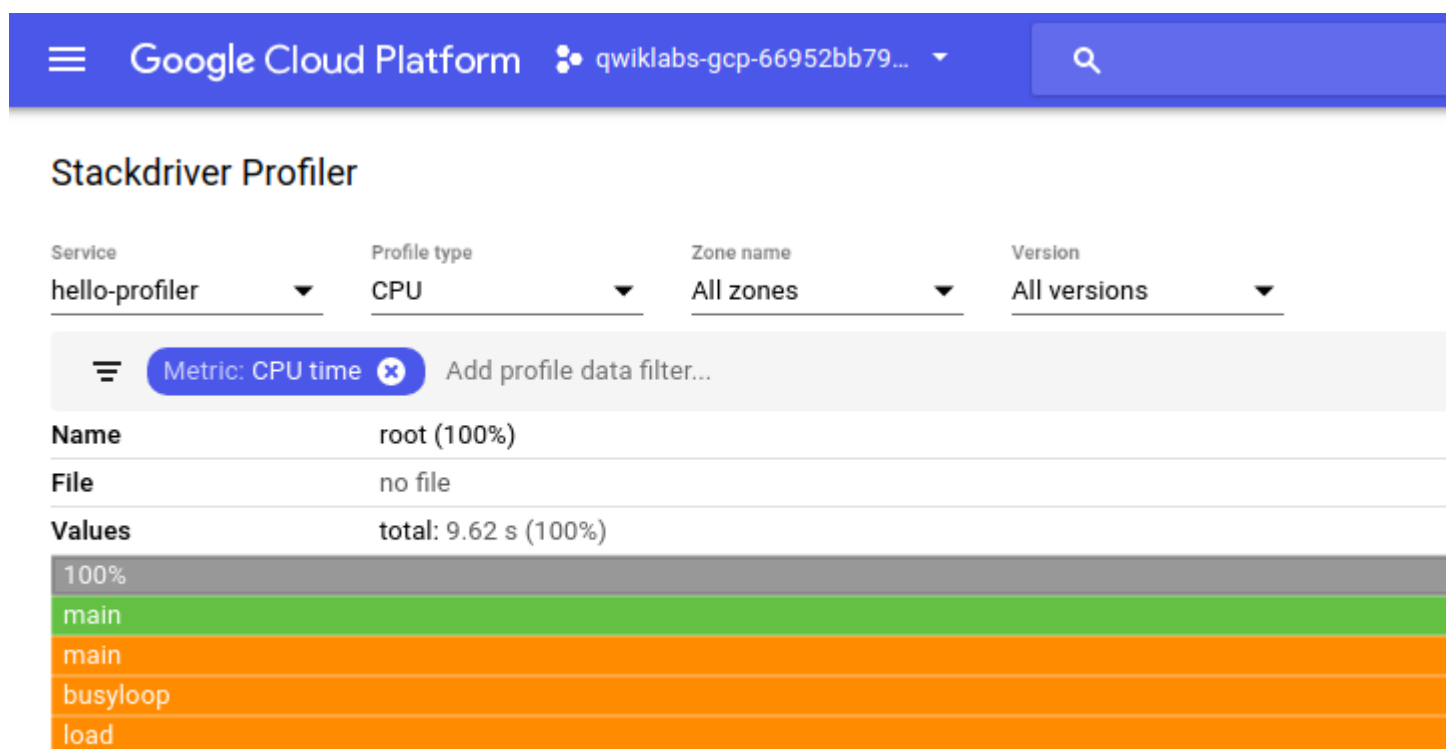 Google Cloud Platform qwiklabs-gcp-66952bb79...
Stackdriver Profiler
Service Profile type Zone name Version
hello-profiler CPU All zones All versions
Metric: CPU time Add profile data filter...
Name root (100%)
File no file
Values total: 9.62 s (100%)
100%
main
main
busyloop
load